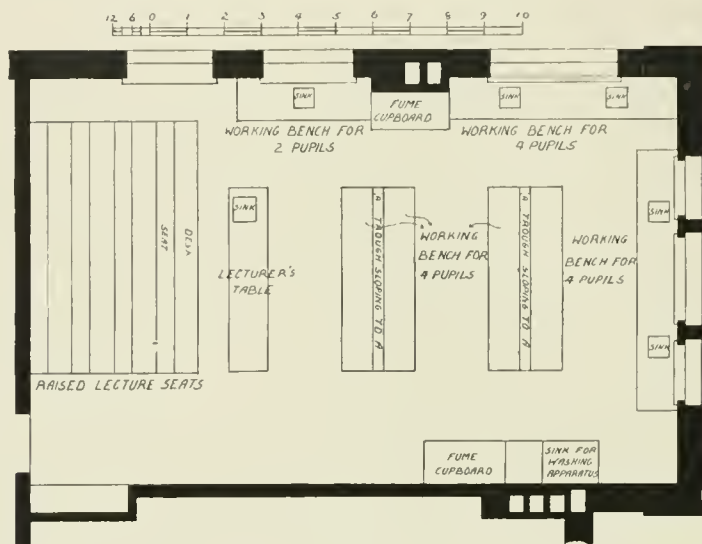 12 6 0 1 2 3 4 5 6 7 8 9 10
SINK
SINK
SINK
FUME
CUPBOARD
WORKING BENCH FOR
2 PUPILS
WORKING BENCH FOR
4 PUPILS
SINK
DESK
SEAT
LECTURER'S
TABLE
A TROUGH SLOPING TO A
WORKING
BENCH FOR
4 PUPILS
A TROUGH SLOPING TO A
WORKING
BENCH FOR
4 PUPILS
SINK
SINK
RAISED LECTURE SEATS
FUME
CUPBOARD
SINK FOR
WASHING
APPARATUS